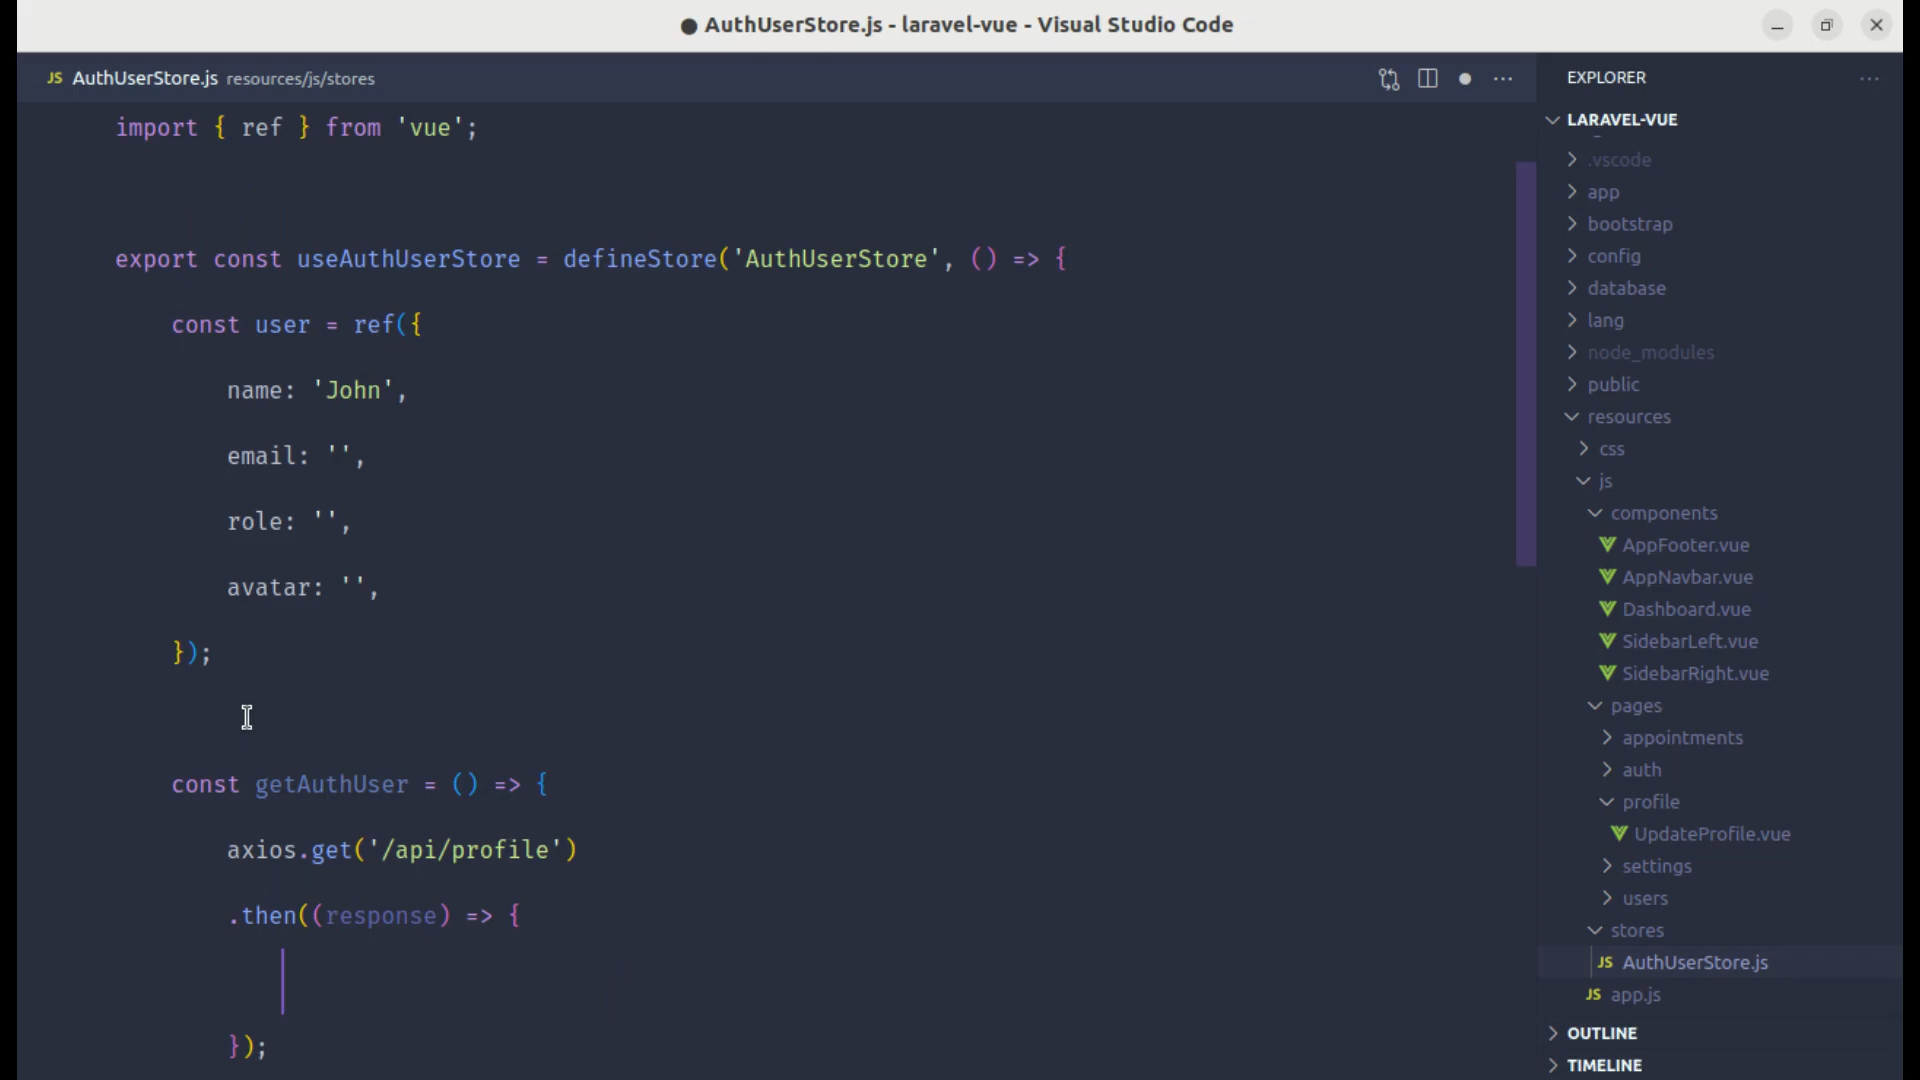 ● AuthUserStore.js - laravel-vue - Visual Studio Code
JS AuthUserStore.js resources/js/stores
import { ref } from 'vue';
export const useAuthUserStore = defineStore('AuthUserStore', () => {
const user = ref({
name: 'John',
email: '',
role: '',
avatar: '',
});
const getAuthUser = () => {
axios.get('/api/profile')
.then((response) => {
});
EXPLORER
LARAVEL-VUE
.vscode
app
bootstrap
config
database
lang
node_modules
public
resources
css
js
components
AppFooter.vue
AppNavbar.vue
Dashboard.vue
SidebarLeft.vue
SidebarRight.vue
pages
appointments
auth
profile
UpdateProfile.vue
settings
users
stores
JS AuthUserStore.js
JS app.js
OUTLINE
TIMELINE